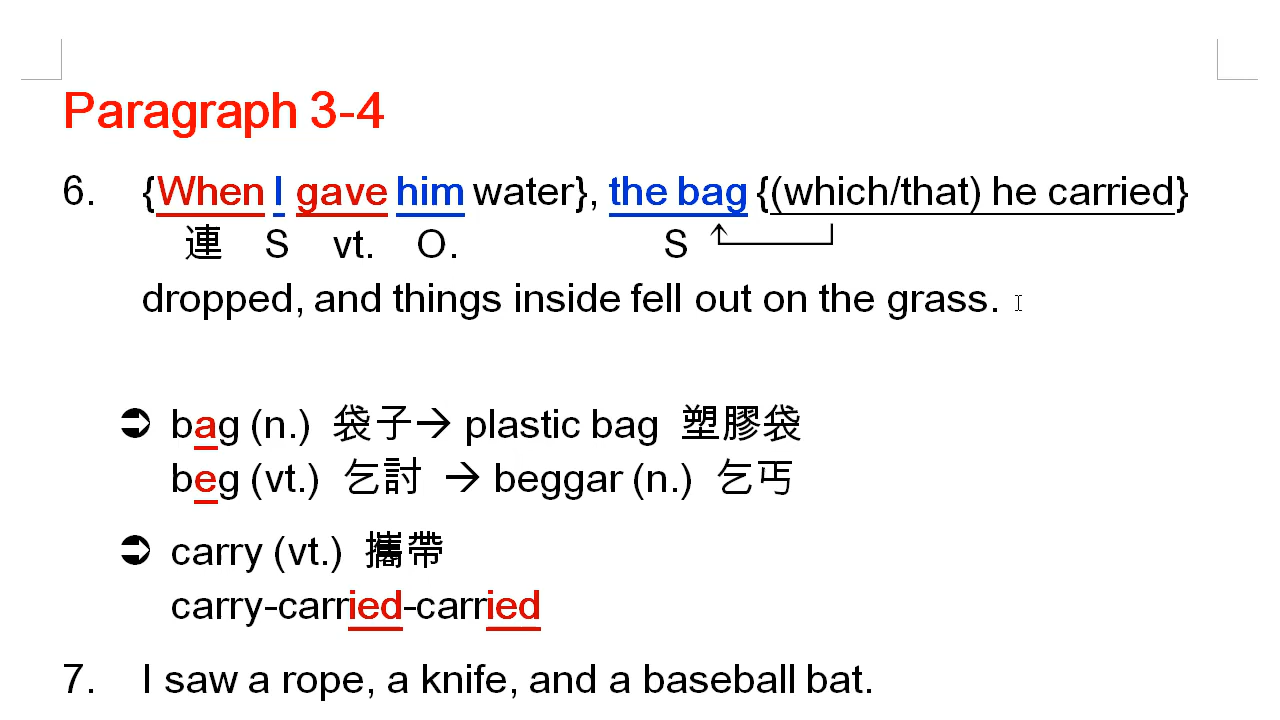 Paragraph 3-4
6. {When I gave him water}, the bag {(which/that) he carried}
連 S vt. O. S
dropped, and things inside fell out on the grass.
➲ bag (n.) 袋子→ plastic bag 塑膠袋
beg (vt.) 乞討 → beggar (n.) 乞丐
➲ carry (vt.) 攜帶
carry-carried-carried
7. I saw a rope, a knife, and a baseball bat.